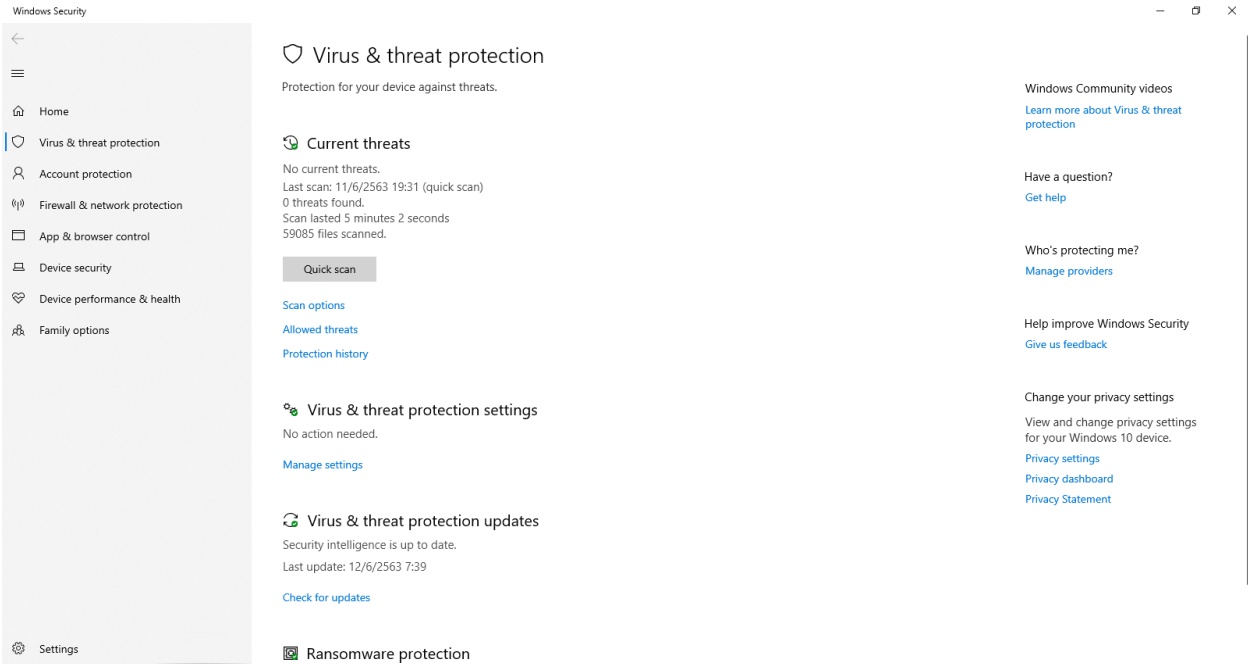 Windows Security
Home
Virus & threat protection
Account protection
Firewall & network protection
App & browser control
Device security
Device performance & health
Family options
Settings
Virus & threat protection
Protection for your device against threats.
Current threats
No current threats.
Last scan: 11/6/2563 19:31 (quick scan)
0 threats found.
Scan lasted 5 minutes 2 seconds
59085 files scanned.
Quick scan
Scan options
Allowed threats
Protection history
Virus & threat protection settings
No action needed.
Manage settings
Virus & threat protection updates
Security intelligence is up to date.
Last update: 12/6/2563 7:39
Check for updates
Ransomware protection
Windows Community videos
Learn more about Virus & threat
protection
Have a question?
Get help
Who's protecting me?
Manage providers
Help improve Windows Security
Give us feedback
Change your privacy settings
View and change privacy settings
for your Windows 10 device.
Privacy settings
Privacy dashboard
Privacy Statement